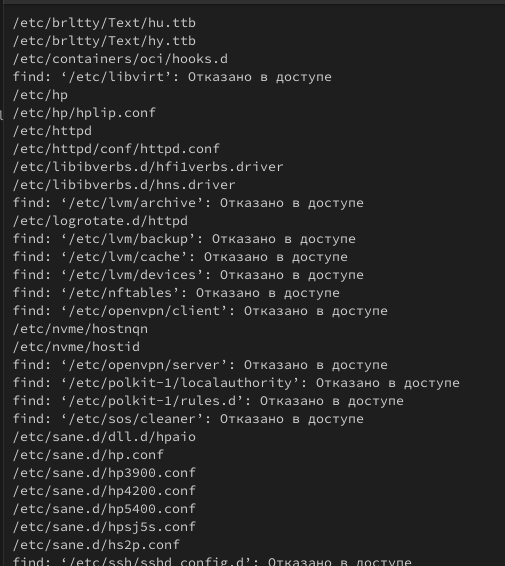 /etc/brltty/Text/hu.ttb
/etc/brltty/Text/hy.ttb
/etc/containers/oci/hooks.d
find: ‘/etc/libvirt’: Отказано в доступе
/etc/hp
/etc/hp/hplip.conf
/etc/httpd
/etc/httpd/conf/httpd.conf
/etc/libibverbs.d/hfi1verbs.driver
/etc/libibverbs.d/hns.driver
find: ‘/etc/lvm/archive’: Отказано в доступе
/etc/logrotate.d/httpd
find: ‘/etc/lvm/backup’: Отказано в доступе
find: ‘/etc/lvm/cache’: Отказано в доступе
find: ‘/etc/lvm/devices’: Отказано в доступе
find: ‘/etc/nftables’: Отказано в доступе
find: ‘/etc/openvpn/client’: Отказано в доступе
/etc/nvme/hostnqn
/etc/nvme/hostid
find: ‘/etc/openvpn/server’: Отказано в доступе
find: ‘/etc/polkit-1/localauthority’: Отказано в доступе
find: ‘/etc/polkit-1/rules.d’: Отказано в доступе
find: ‘/etc/sos/cleaner’: Отказано в доступе
/etc/sane.d/dll.d/hpaio
/etc/sane.d/hp.conf
/etc/sane.d/hp3900.conf
/etc/sane.d/hp4200.conf
/etc/sane.d/hp5400.conf
/etc/sane.d/hpsj5s.conf
/etc/sane.d/hs2p.conf
find: ‘/etc/ssh/sshd_config.d’: Отказано в доступе